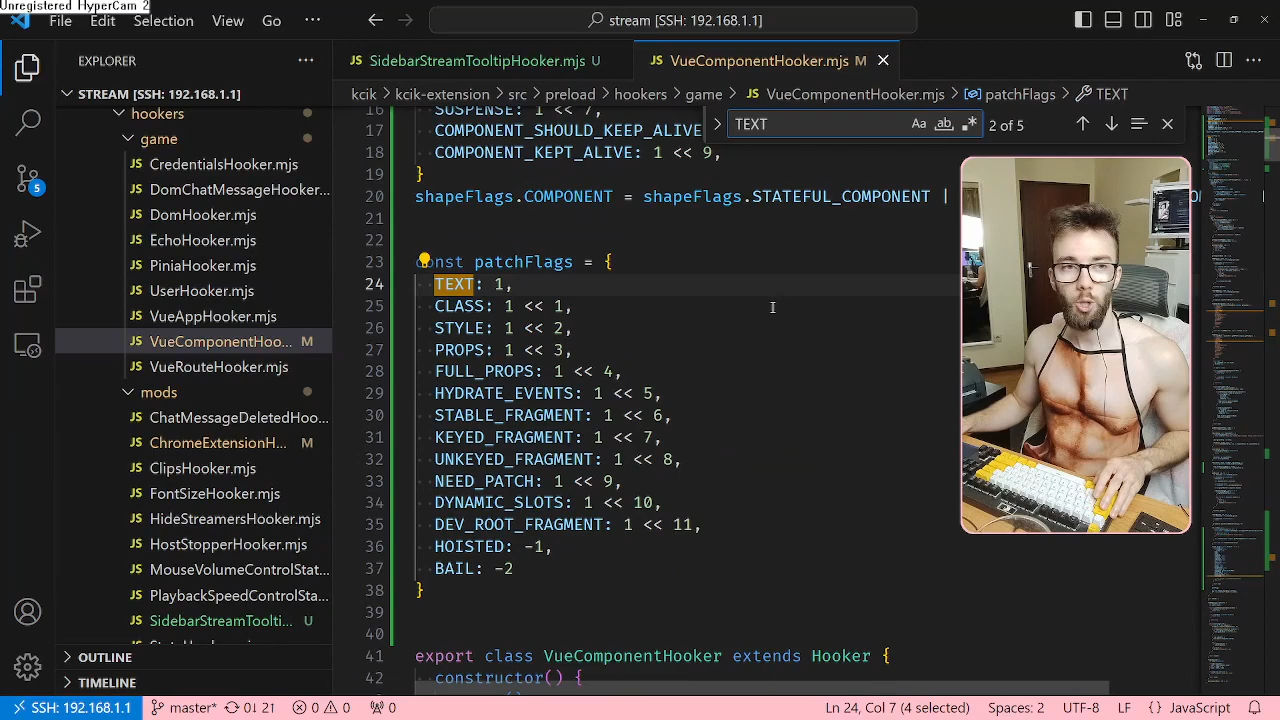 Unregistered HyperCam 2
File Edit Selection View Go
stream [SSH: 192.168.1.1]
EXPLORER
SidebarStreamTooltipHooker.mjs U
VueComponentHooker.mjs M
STREAM [SSH: 192.168.1.1]
kcik > kcik-extension > src > preload > hookers > game > VueComponentHooker.mjs > patchFlags > TEXT
TEXT
Aa ab 2 of 5
hookers
game
CredentialsHooker.mjs
DomChatMessageHooker...
DomHooker.mjs
EchoHooker.mjs
PiniaHooker.mjs
UserHooker.mjs
VueAppHooker.mjs
VueComponentHoo... M
VueRouteHooker.mjs
mods
ChatMessageDeletedHoo...
ChromeExtensionH... M
ClipsHooker.mjs
FontSizeHooker.mjs
HideStreamersHooker.mjs
HostStopperHooker.mjs
MouseVolumeControlStat...
PlaybackSpeedControlSta...
SidebarStreamToolti... U
OUTLINE
TIMELINE
16 SUSPENSE: 1 << 7,
17 COMPONENT_SHOULD_KEEP_ALIVE
18 COMPONENT_KEPT_ALIVE: 1 << 9,
19 }
20 shapeFlags.COMPONENT = shapeFlags.STATEFUL_COMPONENT |
21
22
23 const patchFlags =
24 TEXT: 1,
25 CLASS: 1 << 1,
26 STYLE: 1 << 2,
27 PROPS: 1 << 3,
28 FULL_PROPS: 1 << 4,
29 HYDRATE_EVENTS: 1 << 5,
30 STABLE_FRAGMENT: 1 << 6,
31 KEYED_FRAGMENT: 1 << 7,
32 UNKEYED_FRAGMENT: 1 << 8,
33 NEED_PATCH: 1
34 DYNAMIC_SLOTS: 1 << 10,
35 DEV_ROOT_FRAGMENT: 1 << 11,
36 HOISTED: -1,
37 BAIL: -
38 }
39
40
41 export class VueComponentHooker extends Hooker {
42 constructor
5
SSH: 192.168.1.1 master* 0 0 0 Ln 24, Col 7 (4 selected) Spaces: 2 UTF-8 LF {} JavaScript